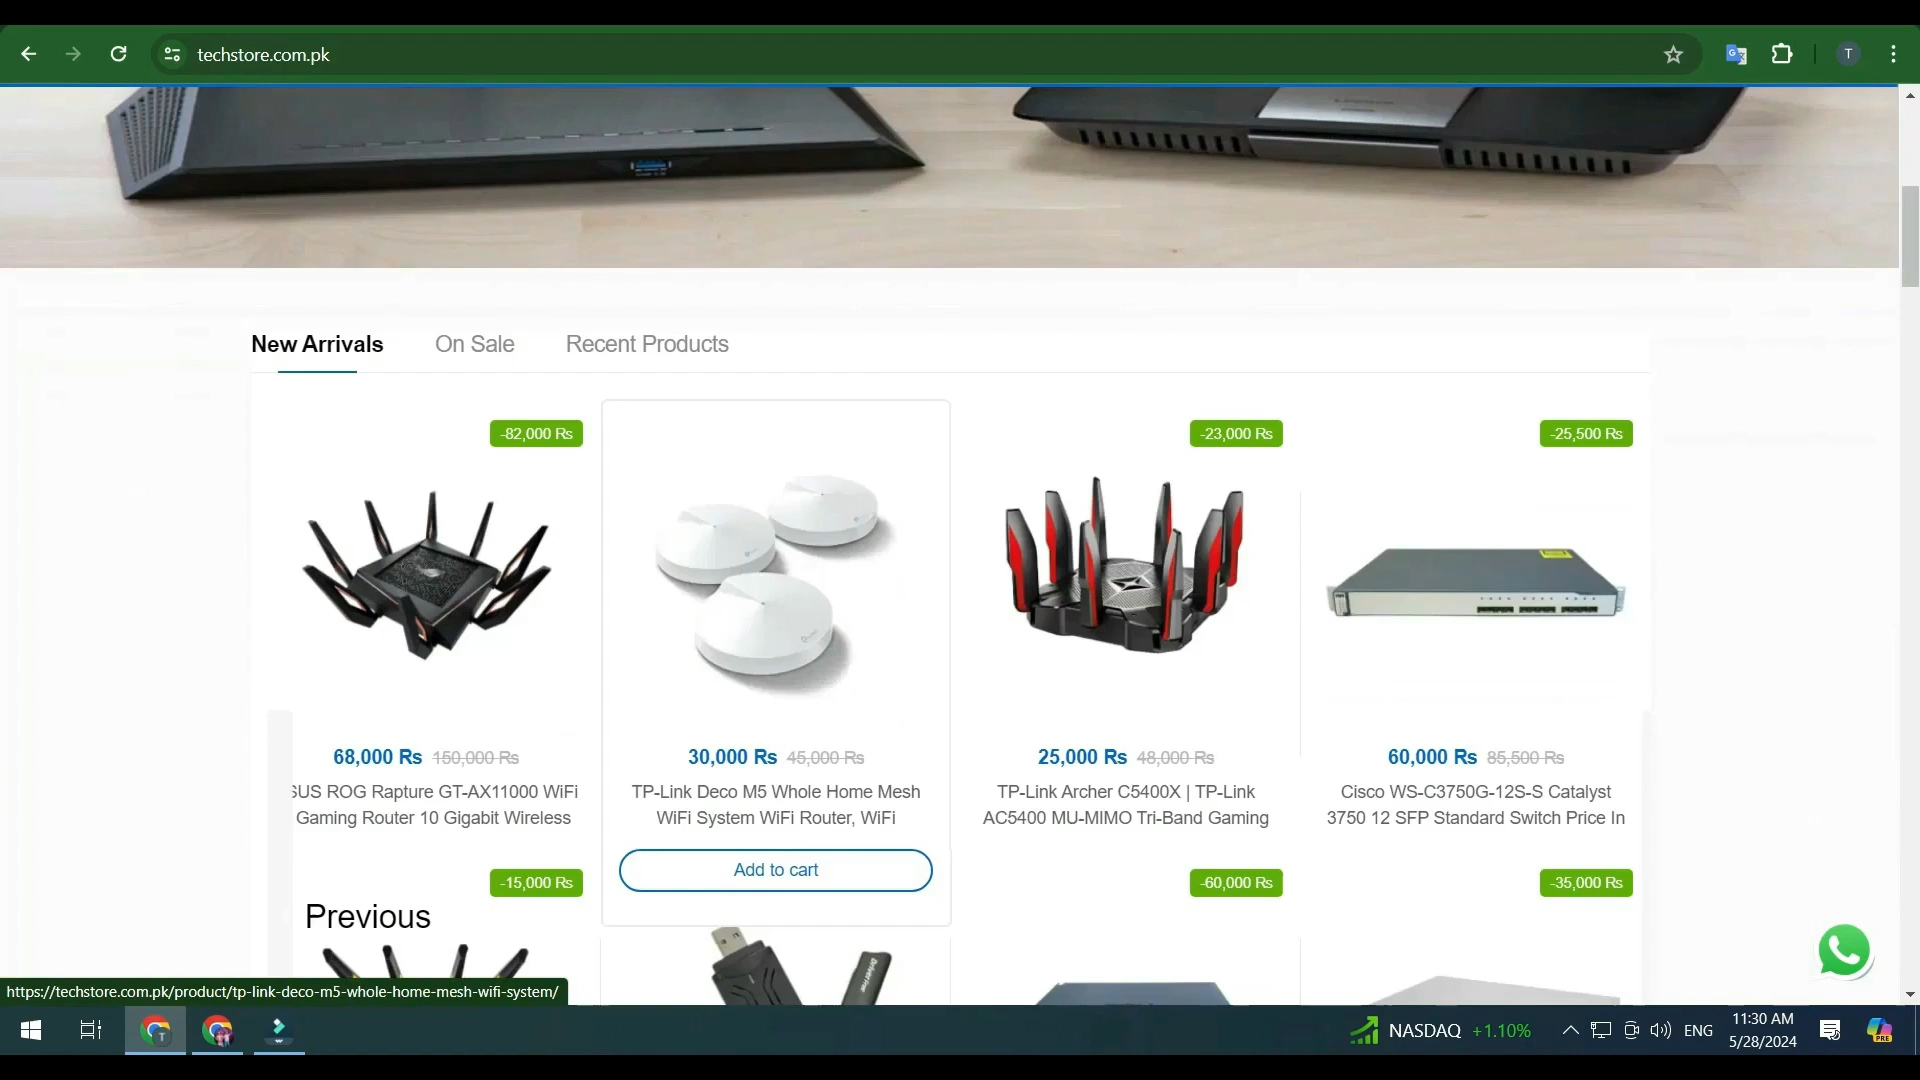 techstore.com.pk
T
New Arrivals
On Sale
Recent Products
-82,000 Rs
-23,000 Rs
-25,500 Rs
68,000 Rs 150,000 Rs
30,000 Rs 45,000 Rs
25,000 Rs 48,000 Rs
60,000 Rs 85,500 Rs
SUS ROG Rapture GT-AX11000 WiFi
Gaming Router 10 Gigabit Wireless
TP-Link Deco M5 Whole Home Mesh
WiFi System WiFi Router, WiFi
TP-Link Archer C5400X | TP-Link
AC5400 MU-MIMO Tri-Band Gaming
Cisco WS-C3750G-12S-S Catalyst
3750 12 SFP Standard Switch Price In
Add to cart
-15,000 Rs
-60,000 Rs
-35,000 Rs
Previous
https://techstore.com.pk/product/tp-link-deco-m5-whole-home-mesh-wifi-system/
NASDAQ +1.10%
ENG
11:30 AM
5/28/2024